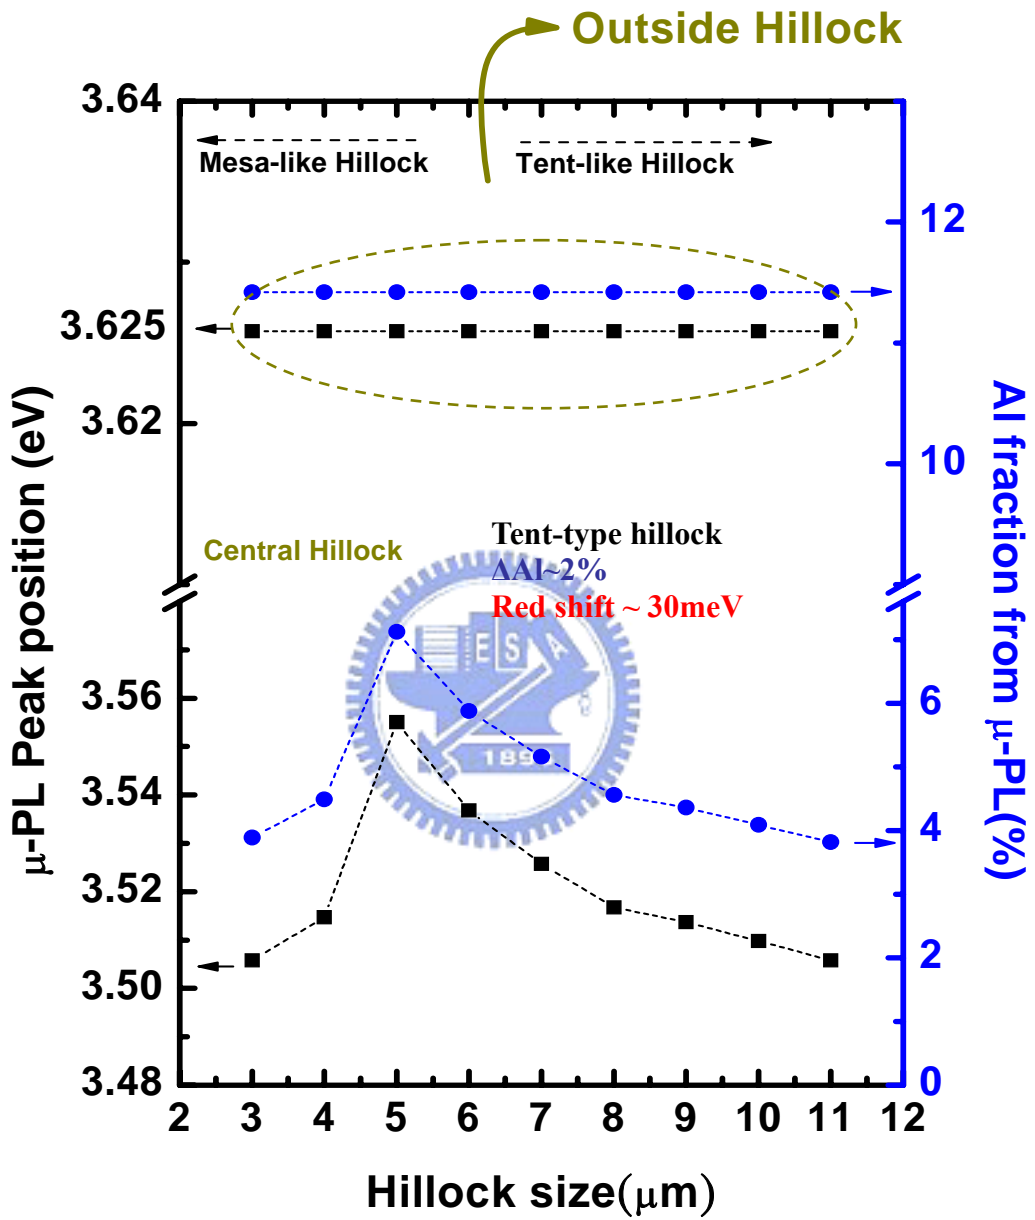 Outside Hillock
3.64
Mesa-like Hillock
Tent-like Hillock
12
3.625
3.62
10
μ-PL Peak position (eV)
Al fraction from μ-PL(%)
Central Hillock
Tent-type hillock
ΔAl~2%
Red shift ~ 30meV
E S A
189
3.56
6
3.54
4
3.52
2
3.50
3.48
0
2 3 4 5 6 7 8 9 10 11 12
Hillock size(μm)